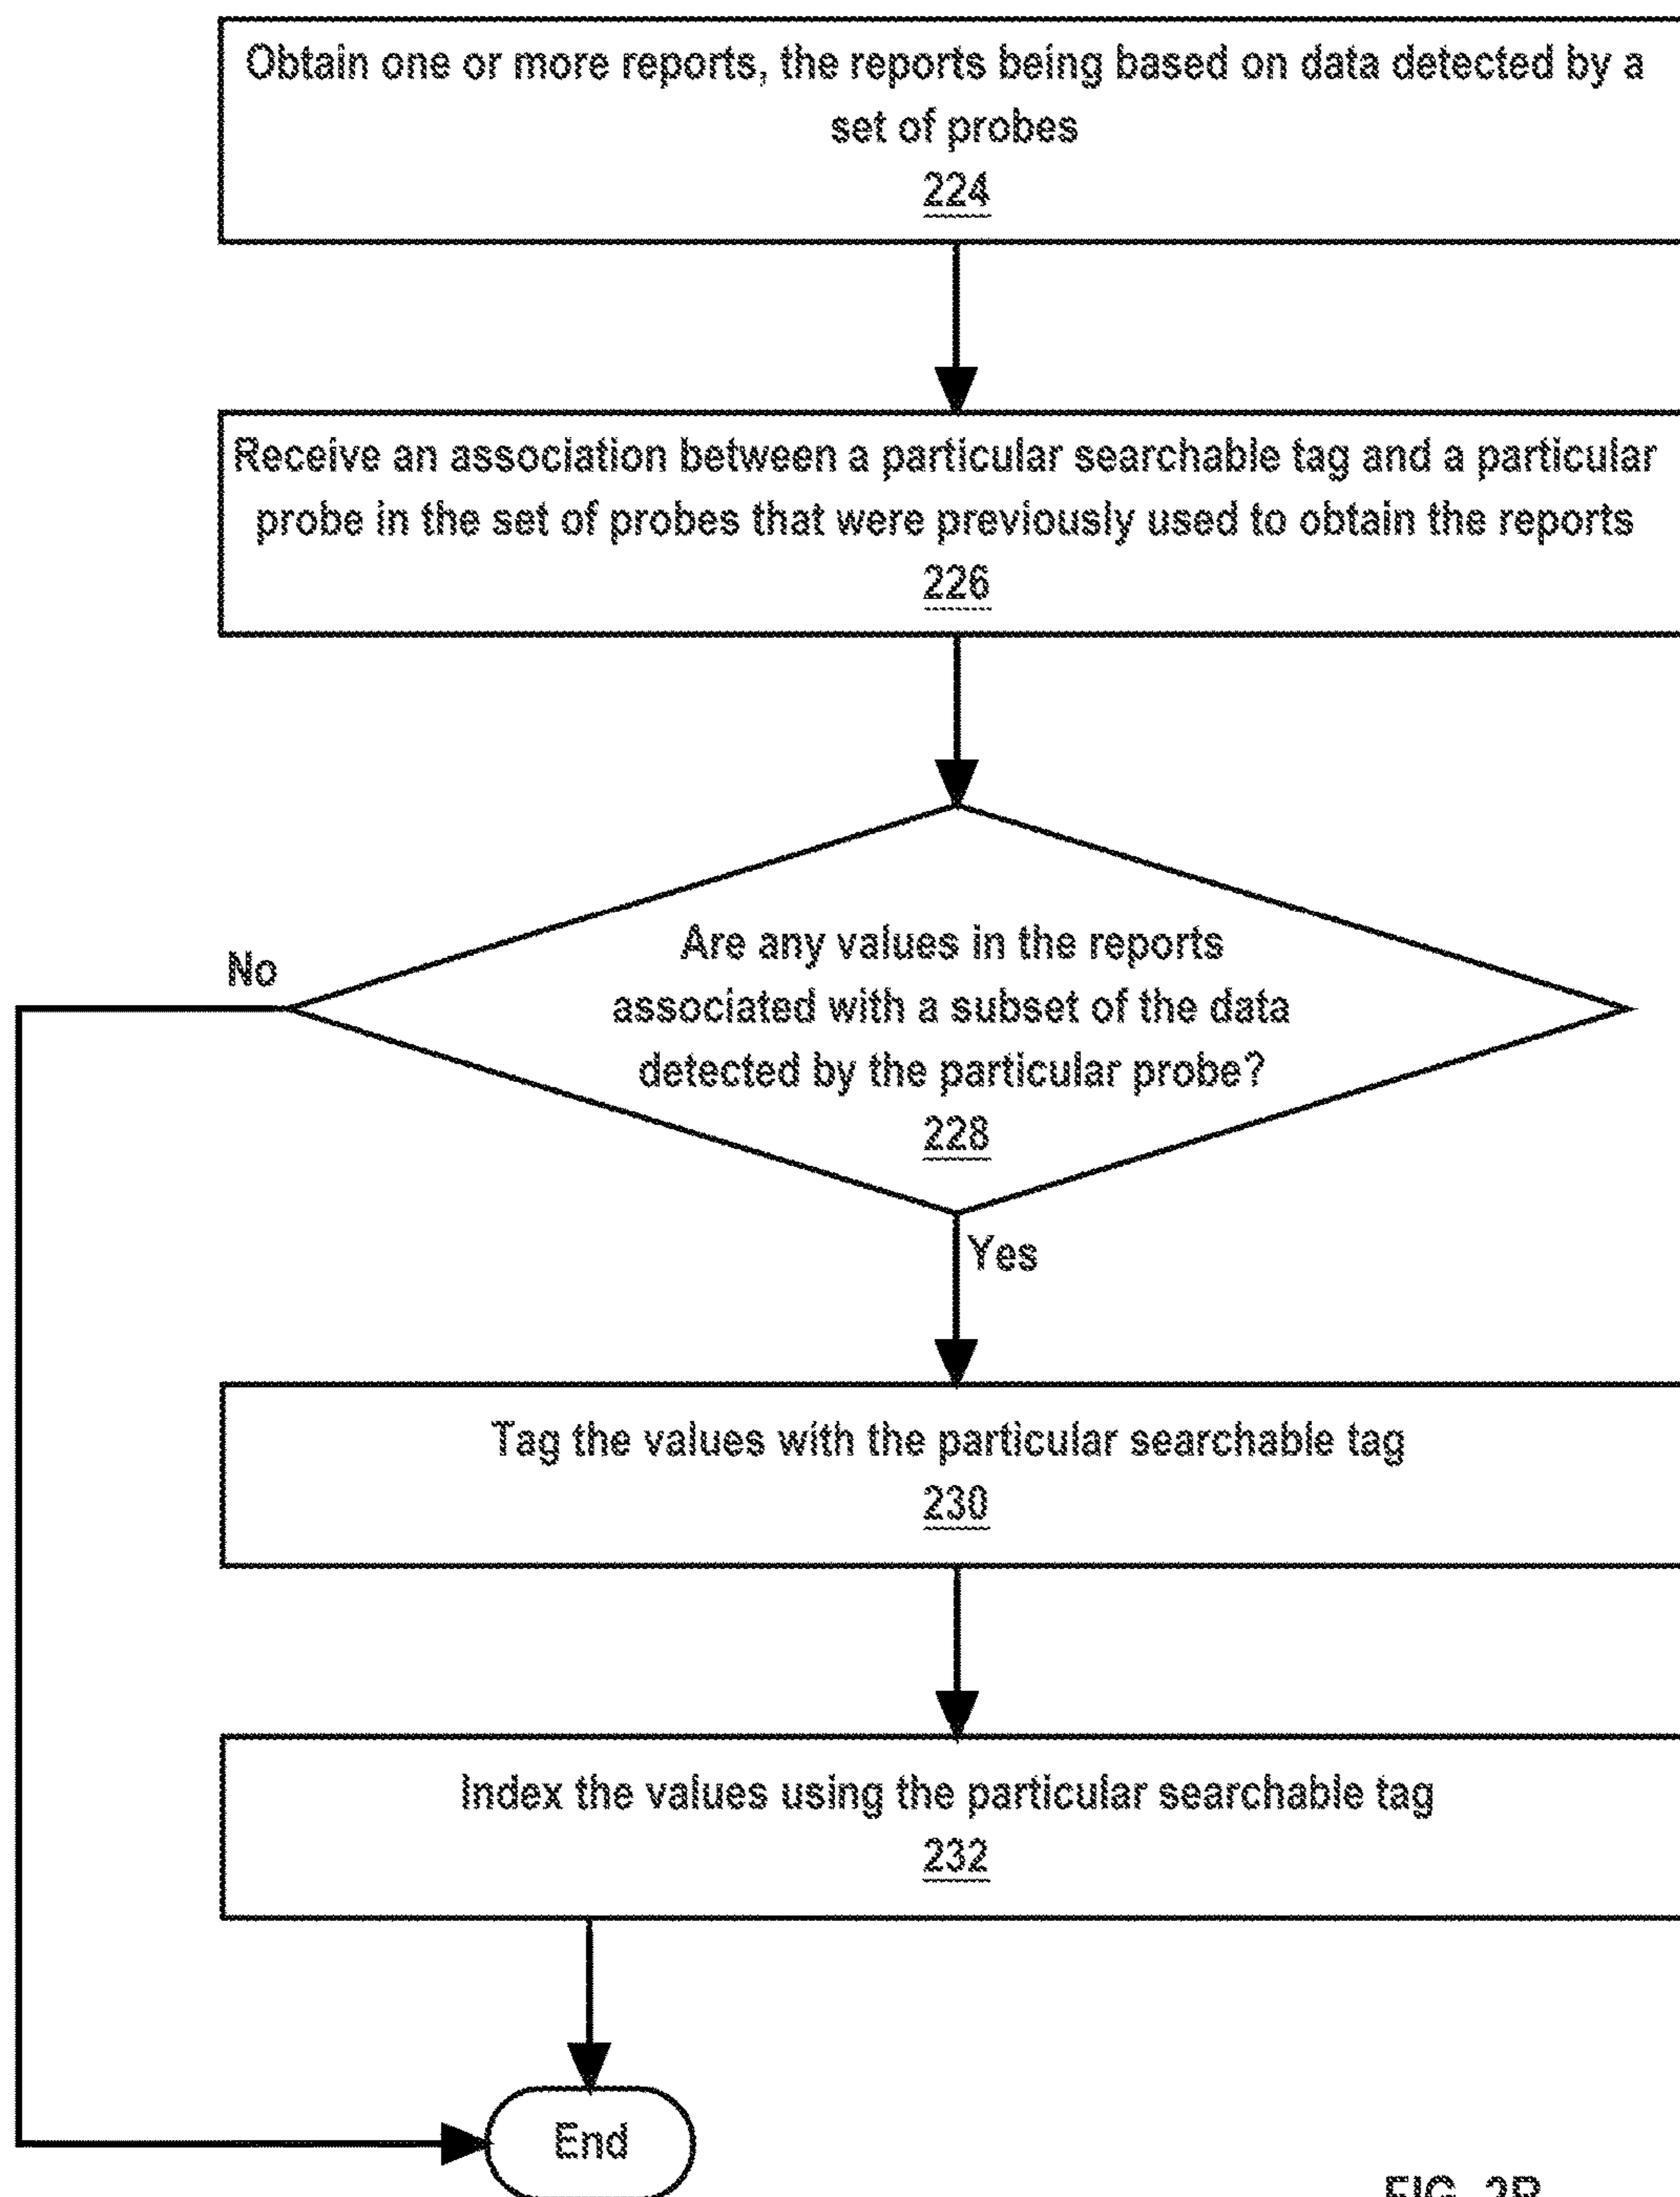 Obtain one or more reports, the reports being based on data detected by a
set of probes
224
Receive an association between a particular searchable tag and a particular
probe in the set of probes that were previously used to obtain the reports
226
Are any values in the reports
associated with a subset of the data
detected by the particular probe?
228
No
Yes
Tag the values with the particular searchable tag
230
Index the values using the particular searchable tag
232
End
FIG.